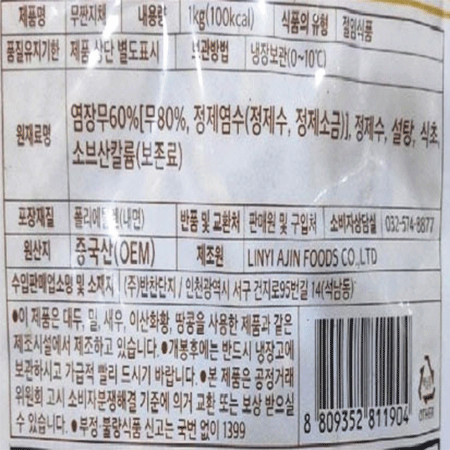 제품명 무판지채 내용량 1kg(100kcal) 식품의 유형 절임식품
품질유지기한 제품 상단 별도표시 보관방법 냉장보관(0~10℃)
원재료명 염장무60%[무80%, 정제염수(정제수, 정제소금)], 정제수, 설탕, 식초,
소브산칼륨(보존료)
포장재질 폴리에틸렌(내면) 반품 및 교환처 판매원 및 구입처 소비자상담실 032-574-8877
원산지 중국산(OEM) 제조원 LINYI AJIN FOODS CO.,LTD
수입판매업소명 및 소재지 (주)반찬단지 / 인천광역시 서구 건지로95번길 14(석남동)
●이 제품은 대두, 밀, 새우, 이산화황, 땅콩을 사용한 제품과 같은
제조시설에서 제조하고 있습니다. ●개봉후에는 반드시 냉장고에
보관하시고 가급적 빨리 드시기 바랍니다. ●본 제품은 공정거래
위원회 고시 소비자분쟁해결 기준에 의거 교환 또는 보상 받으실
수 있습니다. ●부정·불량식품 신고는 국번 없이 1399
8 809352 811904
OTHER